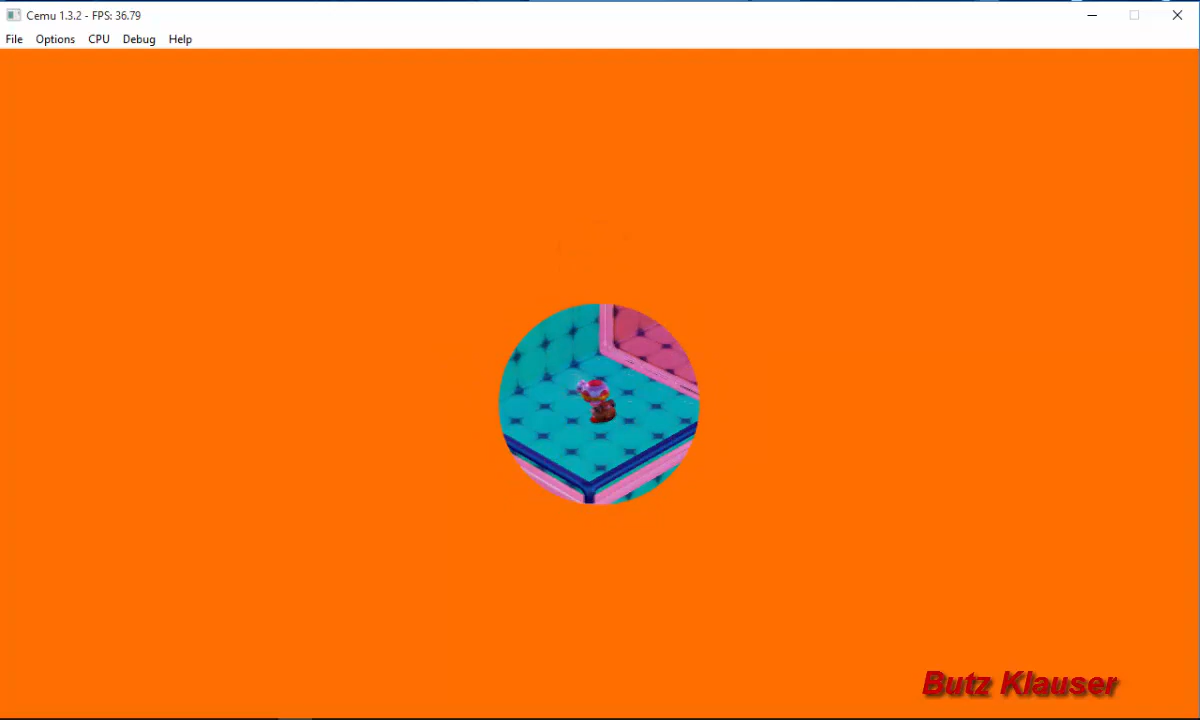 Cemu 1.3.2 - FPS: 36.79
File Options CPU Debug Help
Butz Klauser